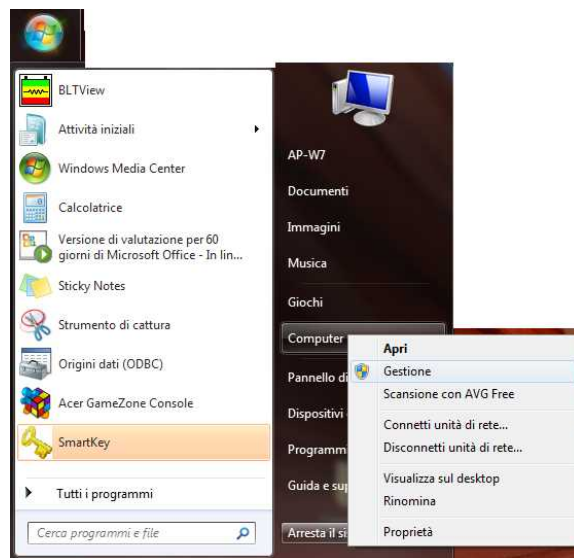 BLTView
Attività iniziali
Windows Media Center
Calcolatrice
Versione di valutazione per 60
giorni di Microsoft Office - In lin...
Sticky Notes
Strumento di cattura
Origini dati (ODBC)
Acer GameZone Console
SmartKey
Tutti i programmi
Cerca programmi e file
AP-W7
Documenti
Immagini
Musica
Giochi
Computer
Pannello di
Dispositivi
Programm
Guida e sup
Arresta il si
Apri
Gestione
Scansione con AVG Free
Connetti unità di rete...
Disconnetti unità di rete...
Visualizza sul desktop
Rinomina
Proprietà